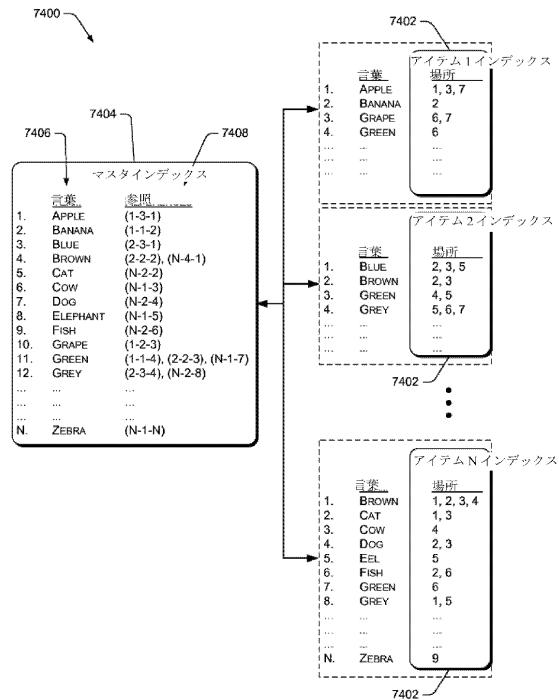 7400
7402
アイテム1インデックス
言葉 場所
1. APPLE 1, 3, 7
2. BANANA 2
3. GRAPE 6, 7
4. GREEN 6
... ... ...
... ... ...
7404
7406
7408
マスタインデックス
言葉 参照
1. APPLE (1-3-1)
2. BANANA (1-1-2)
3. BLUE (2-3-1)
4. BROWN (2-2-2), (N-4-1)
5. CAT (N-2-2)
6. COW (N-1-3)
7. DOG (N-2-4)
8. ELEPHANT (N-1-5)
9. FISH (N-2-6)
10. GRAPE (1-2-3)
11. GREEN (1-1-4), (2-2-3), (N-1-7)
12. GREY (2-3-4), (N-2-8)
... ... ...
... ... ...
... ... ...
N. ZEBRA (N-1-N)
アイテム2インデックス
言葉 場所
1. BLUE 2, 3, 5
2. BROWN 2, 3
3. GREEN 4, 5
4. GREY 5, 6, 7
... ... ...
... ... ...
... ... ...
7402
アイテムNインデックス
言葉 場所
1. BROWN 1, 2, 3, 4
2. CAT 1, 3
3. COW 4
4. DOG 2, 3
5. EEL 5
6. FISH 2, 6
7. GREEN 6
8. GREY 1, 5
... ... ...
... ... ...
N. ZEBRA 9
7402